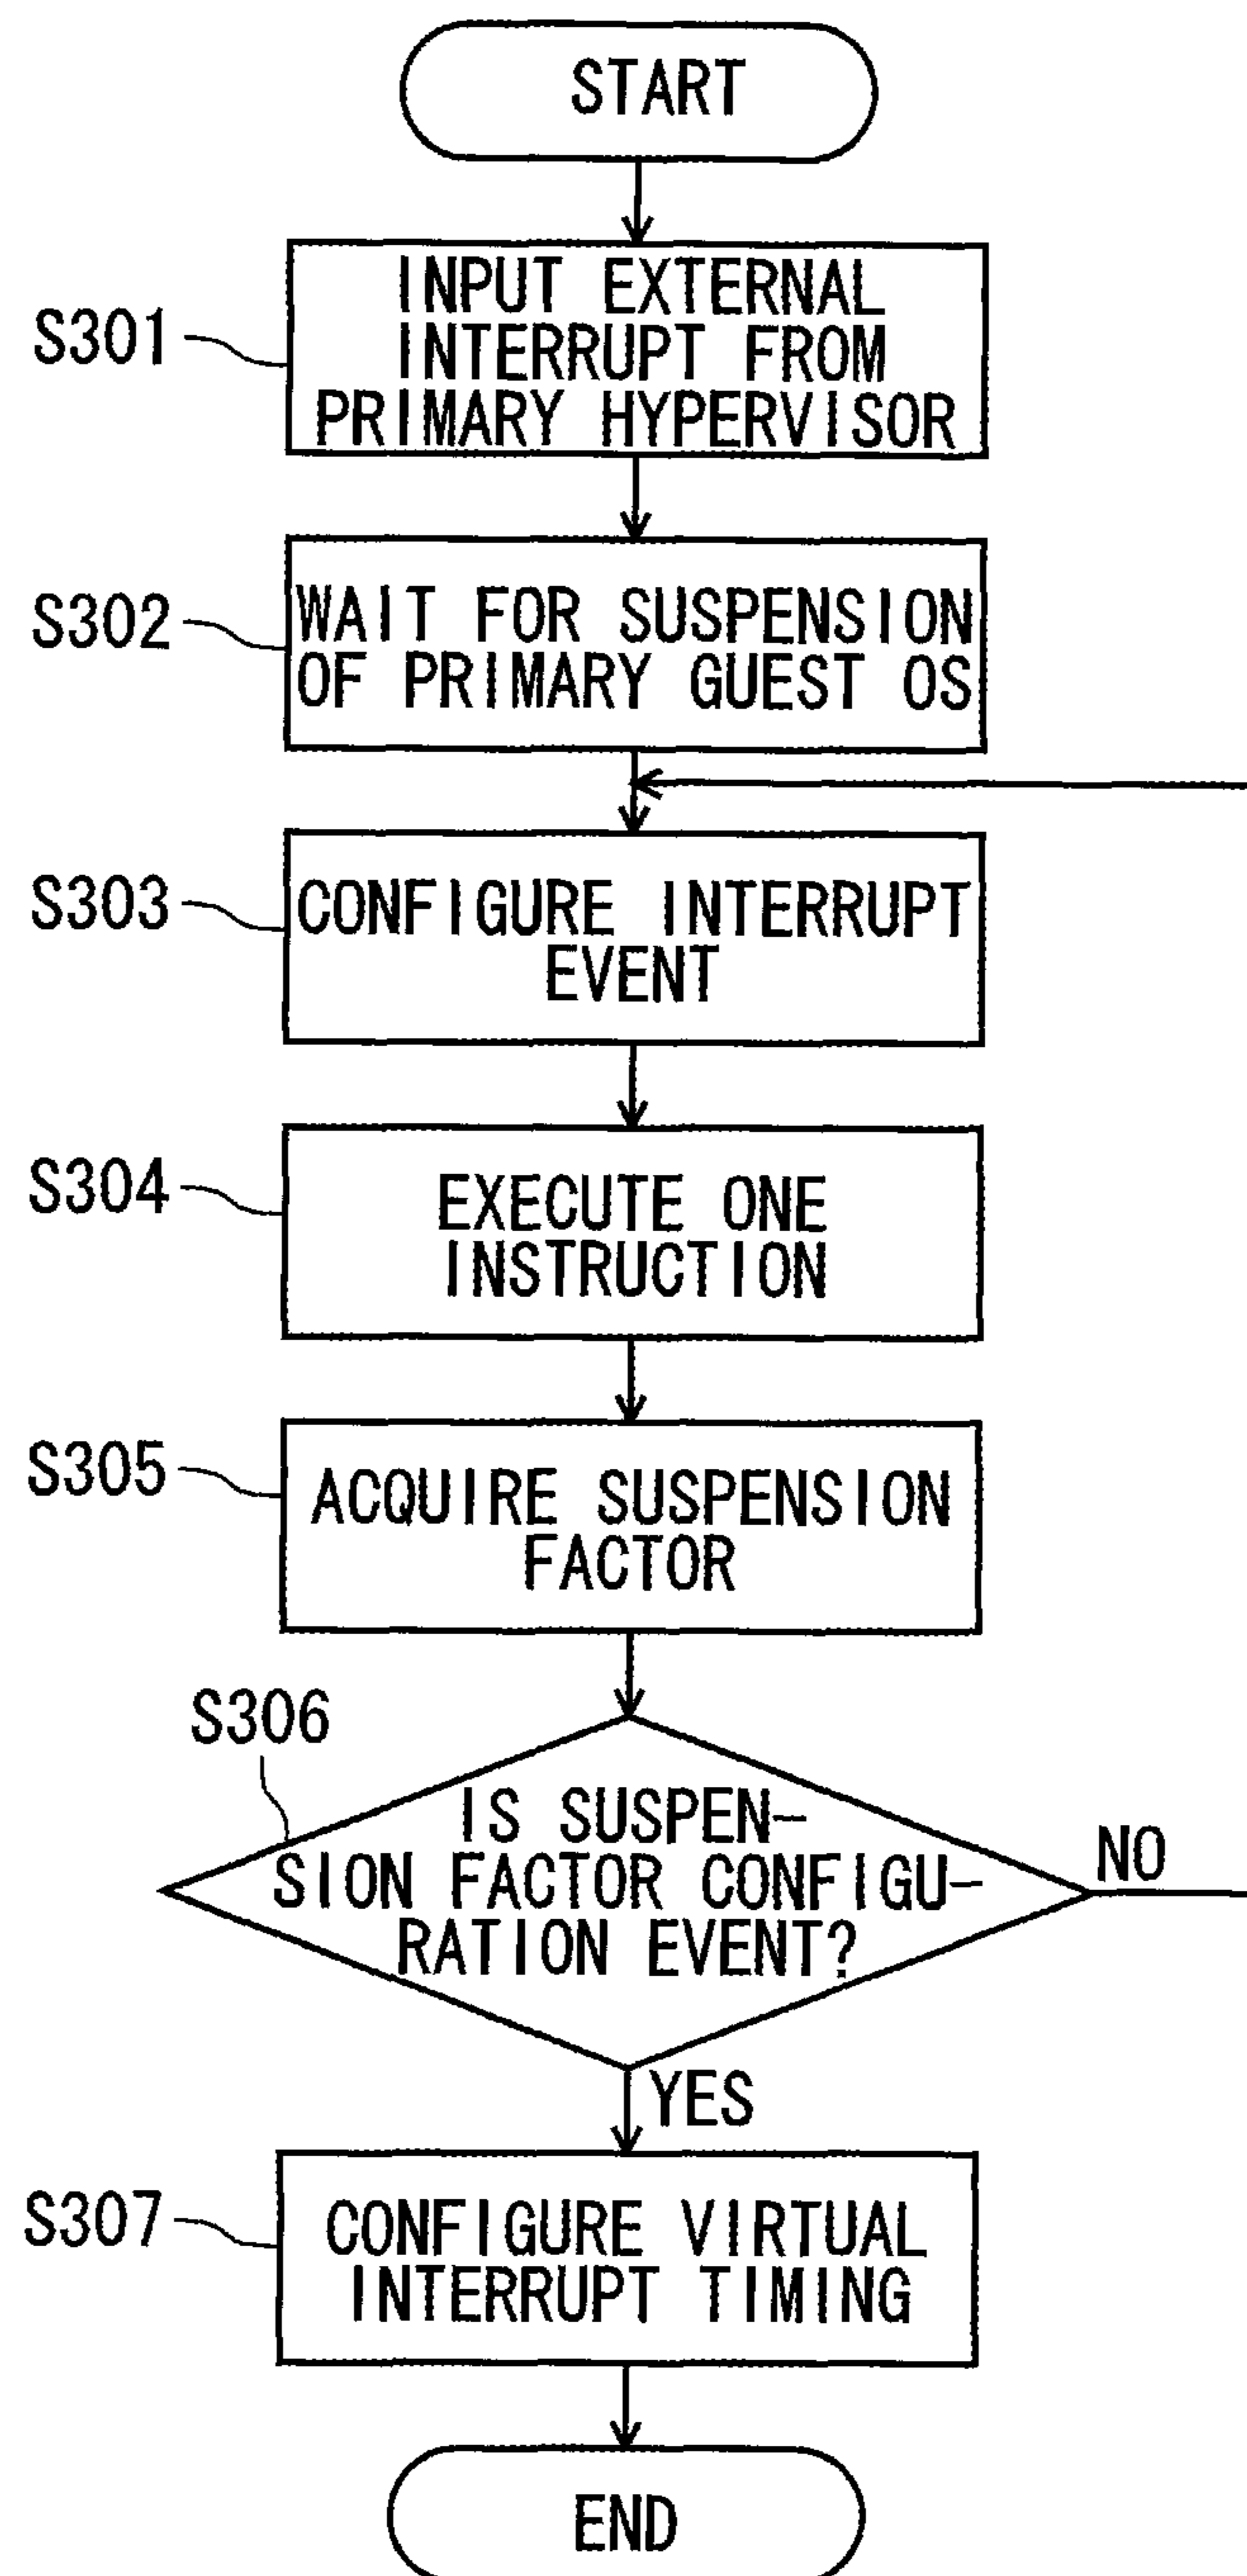 START
S301
INPUT EXTERNAL
INTERRUPT FROM
PRIMARY HYPERVISOR
S302
WAIT FOR SUSPENSION
OF PRIMARY GUEST OS
S303
CONFIGURE INTERRUPT
EVENT
S304
EXECUTE ONE
INSTRUCTION
S305
ACQUIRE SUSPENSION
FACTOR
S306
IS SUSPEN-
SION FACTOR CONFIGU-
RATION EVENT?
NO
YES
S307
CONFIGURE VIRTUAL
INTERRUPT TIMING
END